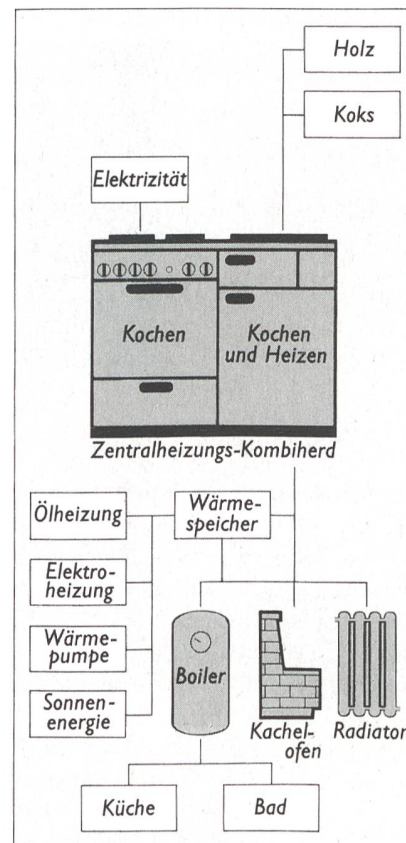 Holz
Koks
Elektrizität
Kochen
Kochen
und Heizen
Zentralheizungs-Kombiherd
Ölheizung
Wärme-
speicher
Elektro-
heizung
Wärme-
pumpe
Sonnen-
energie
Boiler
Kachel-
ofen
Radiator
Küche
Bad